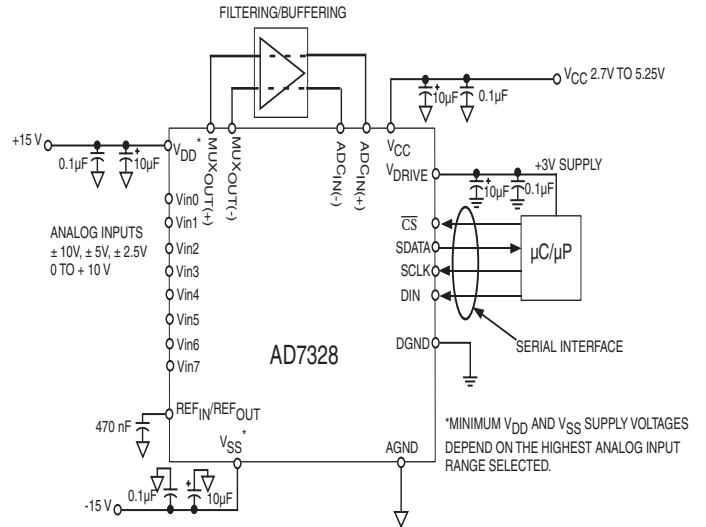 FILTERING/BUFFERING
VCC 2.7V TO 5.25V
+
10µF
0.1µF
+15 V
0.1µF
+
10µF
VDD*
MUXOUT(+)
MUXOUT(-)
ADCIN(-)
ADCIN(+)
VCC
VDRIVE
+3V SUPPLY
+
10µF
0.1µF
Vin0
Vin1
Vin2
Vin3
Vin4
Vin5
Vin6
Vin7
ANALOG INPUTS
± 10V, ± 5V, ± 2.5V
0 TO + 10 V
CS
SDATA
SCLK
DIN
µC/µP
SERIAL INTERFACE
AD7328
DGND
REFIN/REFOUT
470 nF
VSS*
AGND
*MINIMUM VDD AND VSS SUPPLY VOLTAGES
DEPEND ON THE HIGHEST ANALOG INPUT
RANGE SELECTED.
0.1µF
+
10µF
-15 V